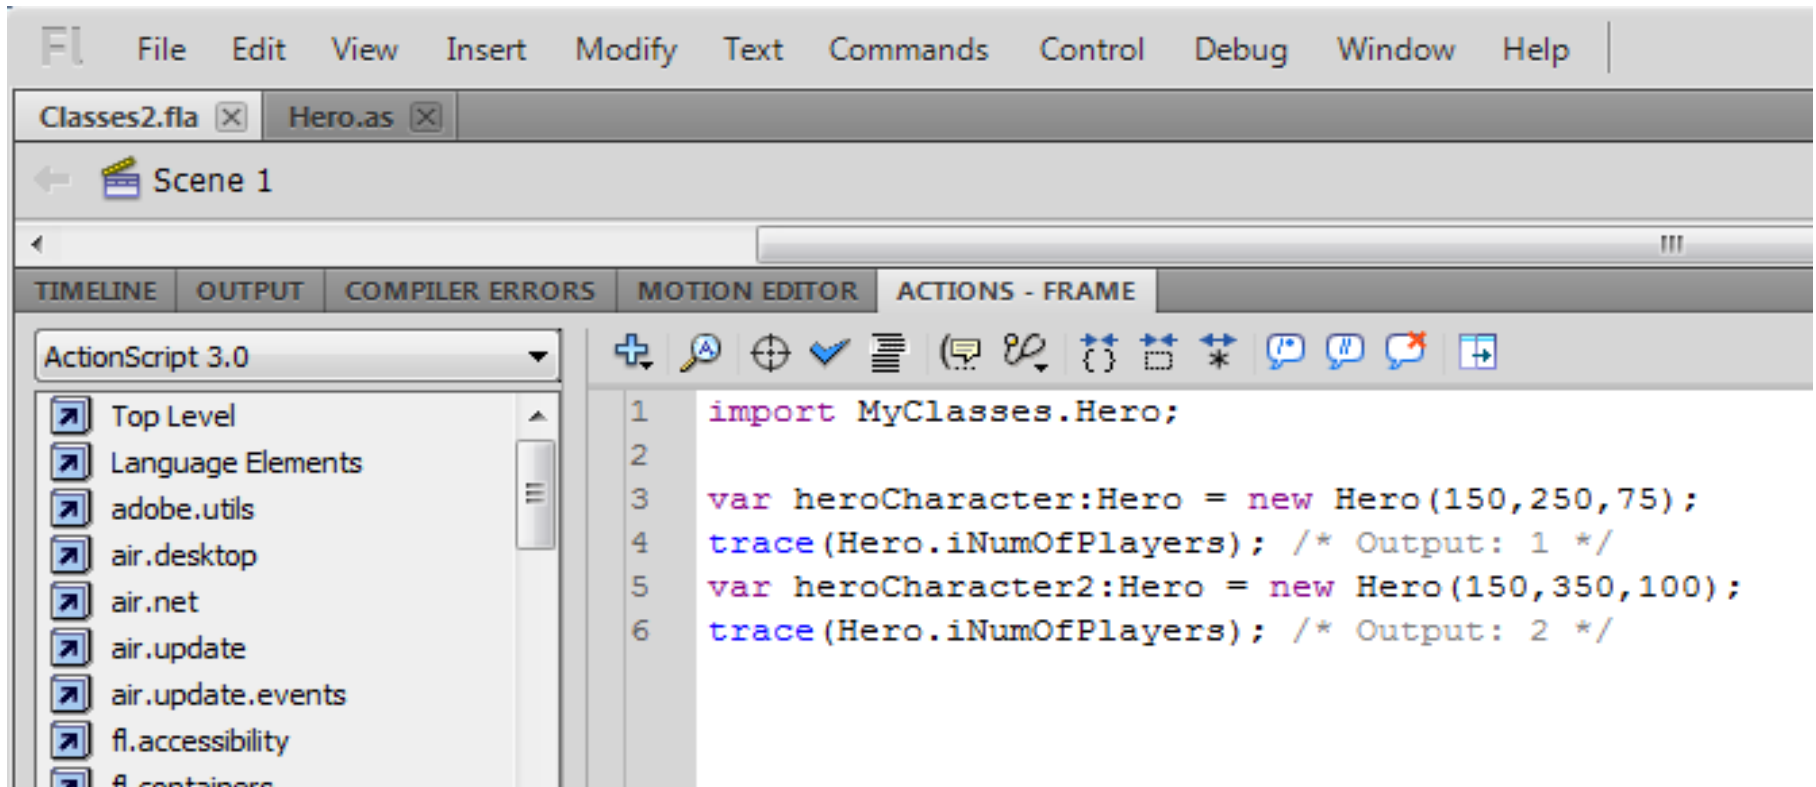 Fl File Edit View Insert Modify Text Commands Control Debug Window Help
Classes2.fla Hero.as
Scene 1
TIMELINE OUTPUT COMPILER ERRORS MOTION EDITOR ACTIONS - FRAME
ActionScript 3.0
Top Level
Language Elements
adobe.utils
air.desktop
air.net
air.update
air.update.events
fl.accessibility
fl.containers
1 import MyClasses.Hero;
2
3 var heroCharacter:Hero = new Hero(150,250,75);
4 trace(Hero.iNumOfPlayers); /* Output: 1 */
5 var heroCharacter2:Hero = new Hero(150,350,100);
6 trace(Hero.iNumOfPlayers); /* Output: 2 */